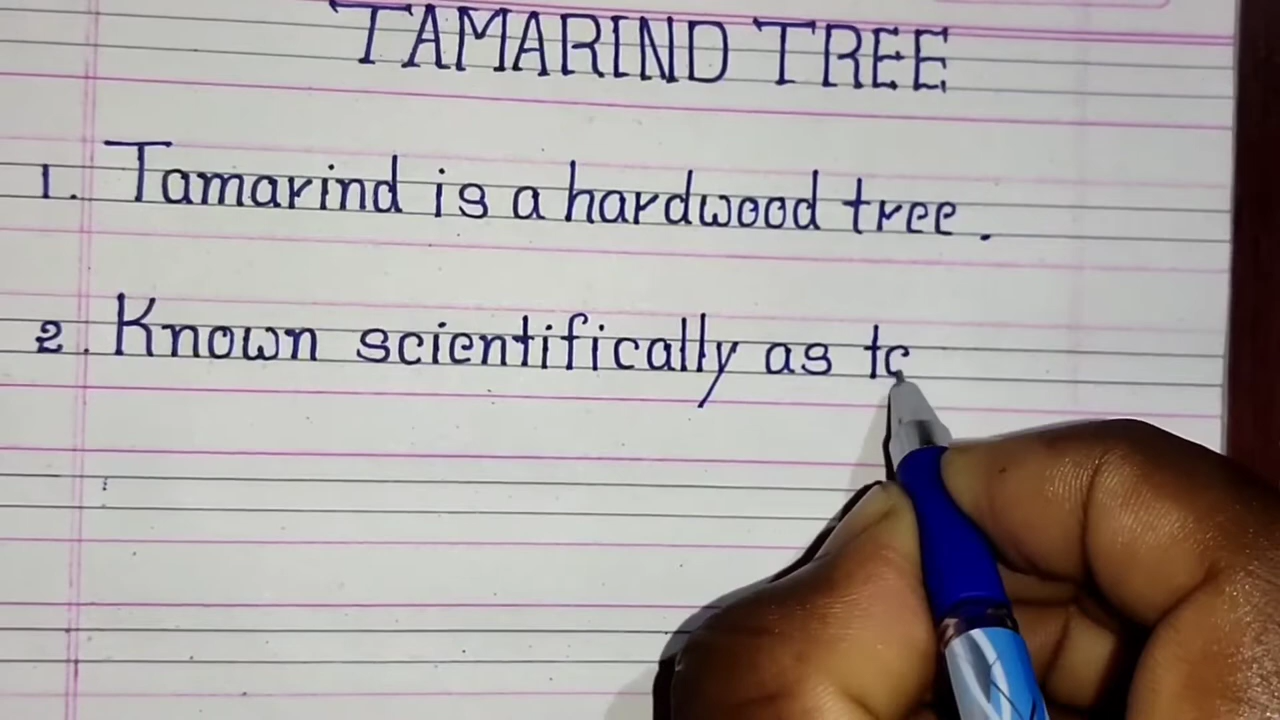 TAMARIND TREE
1. Tamarind is a hardwood tree.
2. Known scientifically as